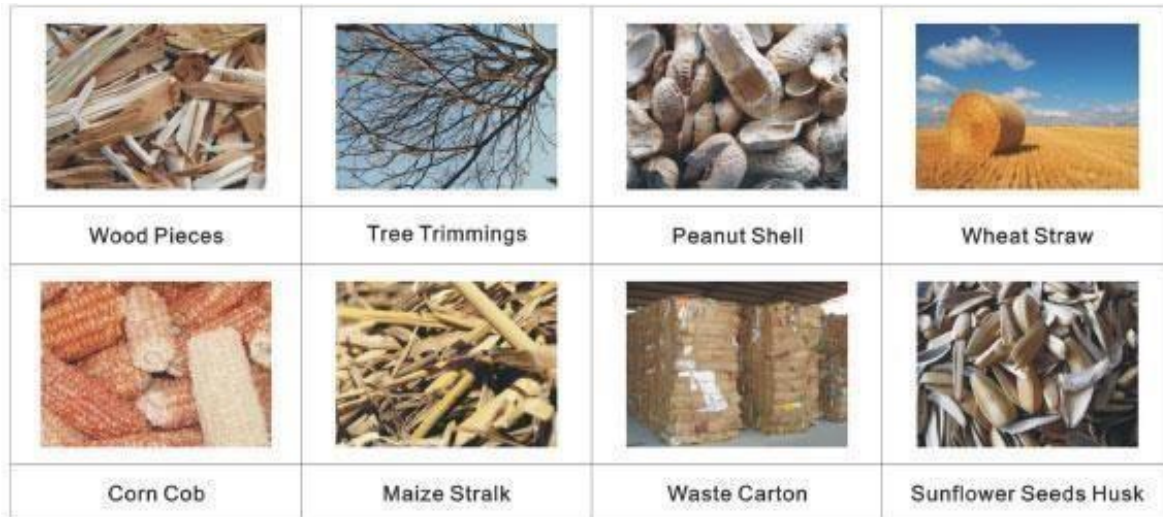 Wood Pieces
Tree Trimmings
Peanut Shell
Wheat Straw
Corn Cob
Maize Stralk
Waste Carton
Sunflower Seeds Husk